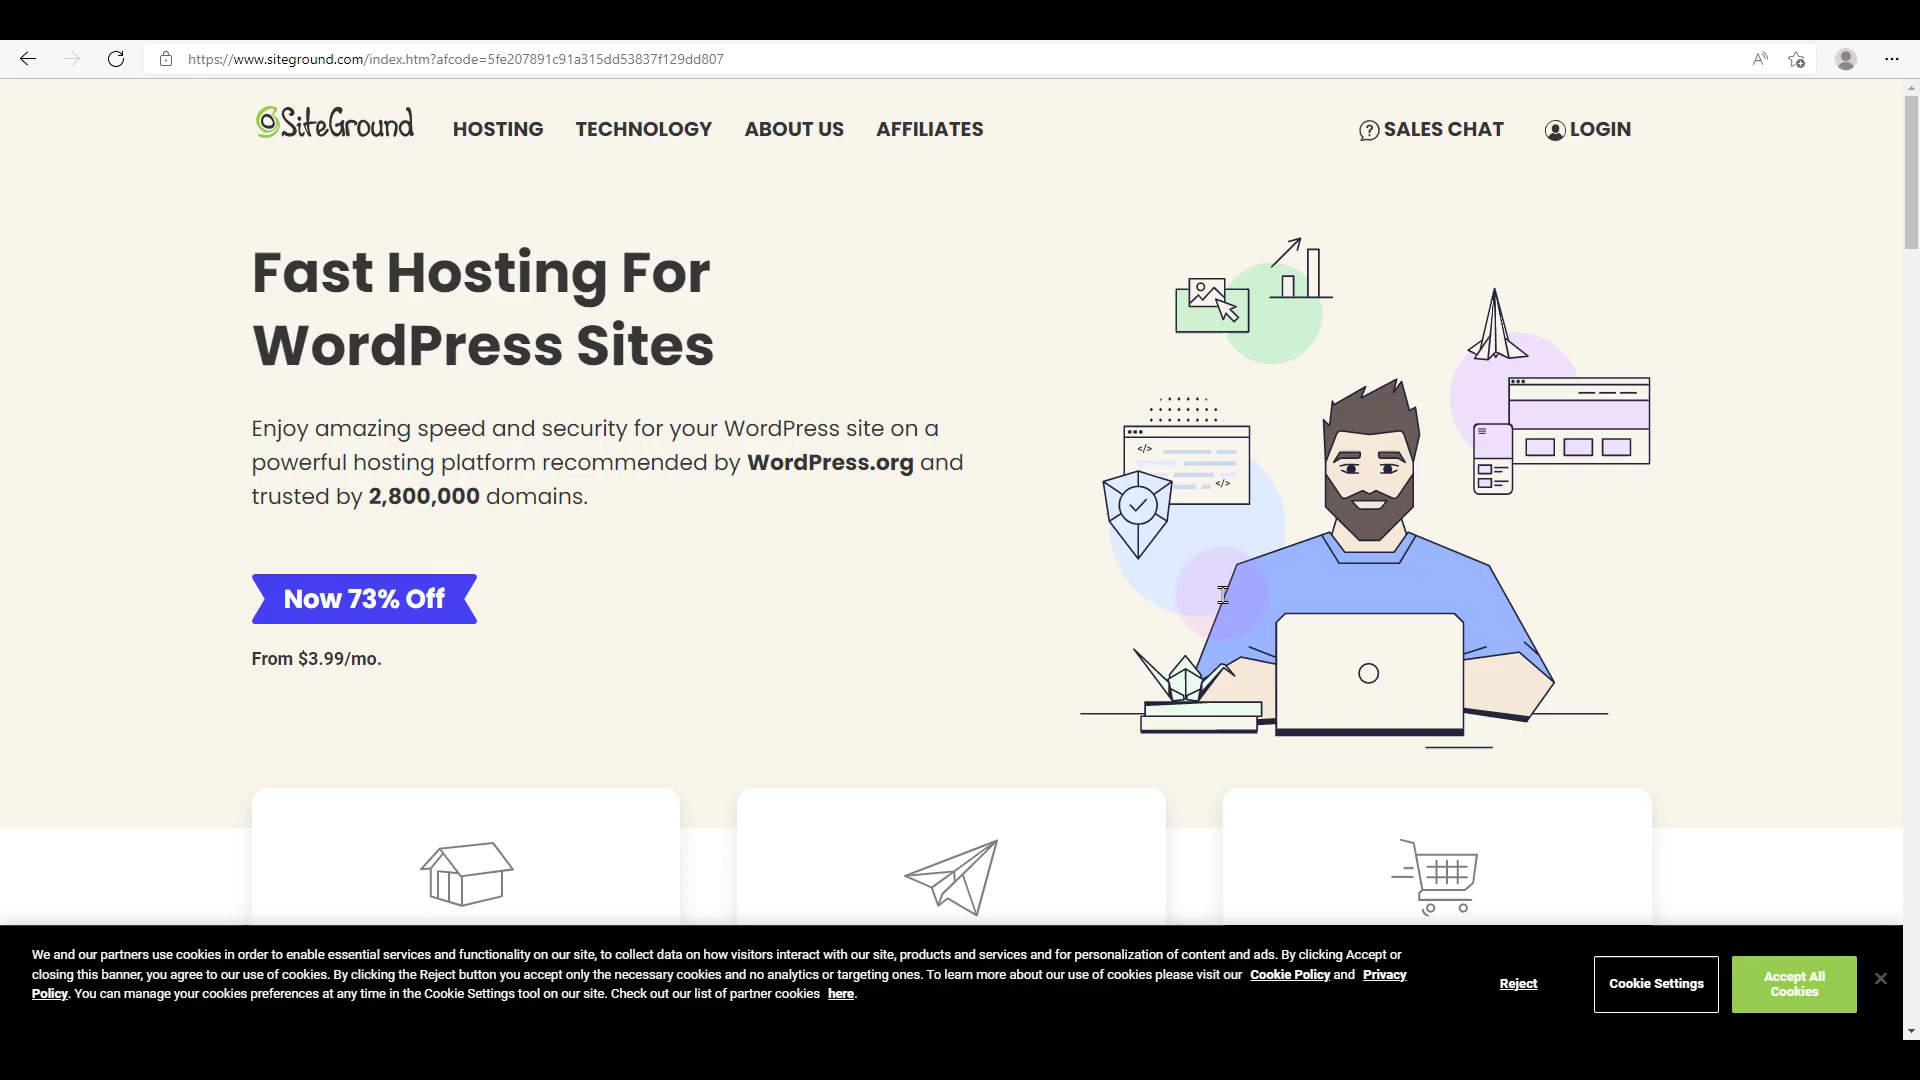 https://www.siteground.com/index.htm?afcode=5fe207891c91a315dd53837f129dd807
SiteGround HOSTING TECHNOLOGY ABOUT US AFFILIATES SALES CHAT LOGIN
Fast Hosting For
WordPress Sites
Enjoy amazing speed and security for your WordPress site on a
powerful hosting platform recommended by WordPress.org and
trusted by 2,800,000 domains.
Now 73% Off
From $3.99/mo.
We and our partners use cookies in order to enable essential services and functionality on our site, to collect data on how visitors interact with our site, products and services and for personalization of content and ads. By clicking Accept or
closing this banner, you agree to our use of cookies. By clicking the Reject button you accept only the necessary cookies and no analytics or targeting ones. To learn more about our use of cookies please visit our Cookie Policy and Privacy
Policy. You can manage your cookies preferences at any time in the Cookie Settings tool on our site. Check out our list of partner cookies here.
Reject
Cookie Settings
Accept All
Cookies